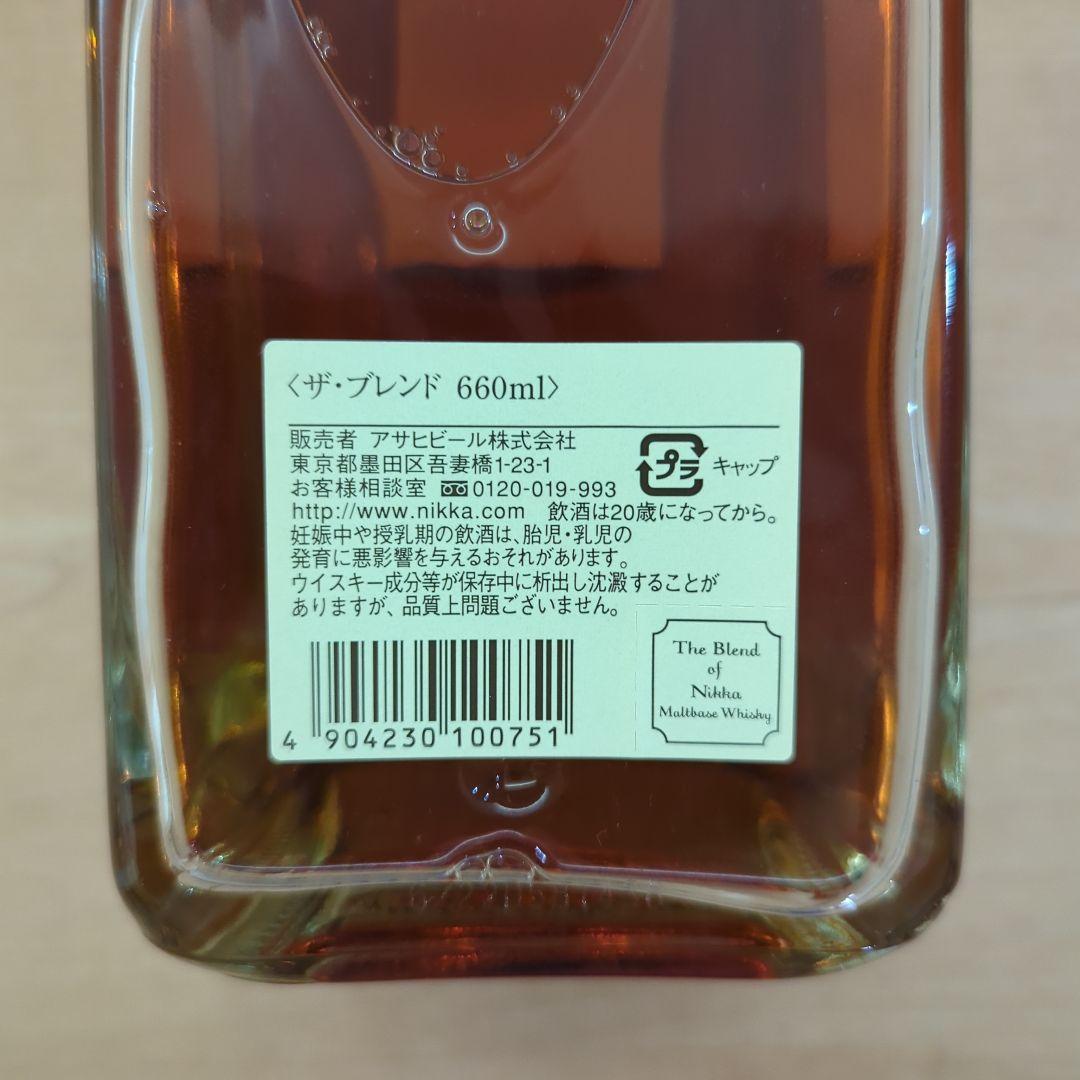 〈ザ・ブレンド 660ml〉
販売者 アサヒビール株式会社
東京都墨田区吾妻橋1-23-1
お客様相談室 0120-019-993
プラ キャップ
http://www.nikka.com 飲酒は20歳になってから。
妊娠中や授乳期の飲酒は、胎児・乳児の
発育に悪影響を与えるおそれがあります。
ウイスキー成分等が保存中に析出し沈澱することが
ありますが、品質上問題ございません。
4 904230 100751
The Blend
of
Nikka
Maltbase Whisky